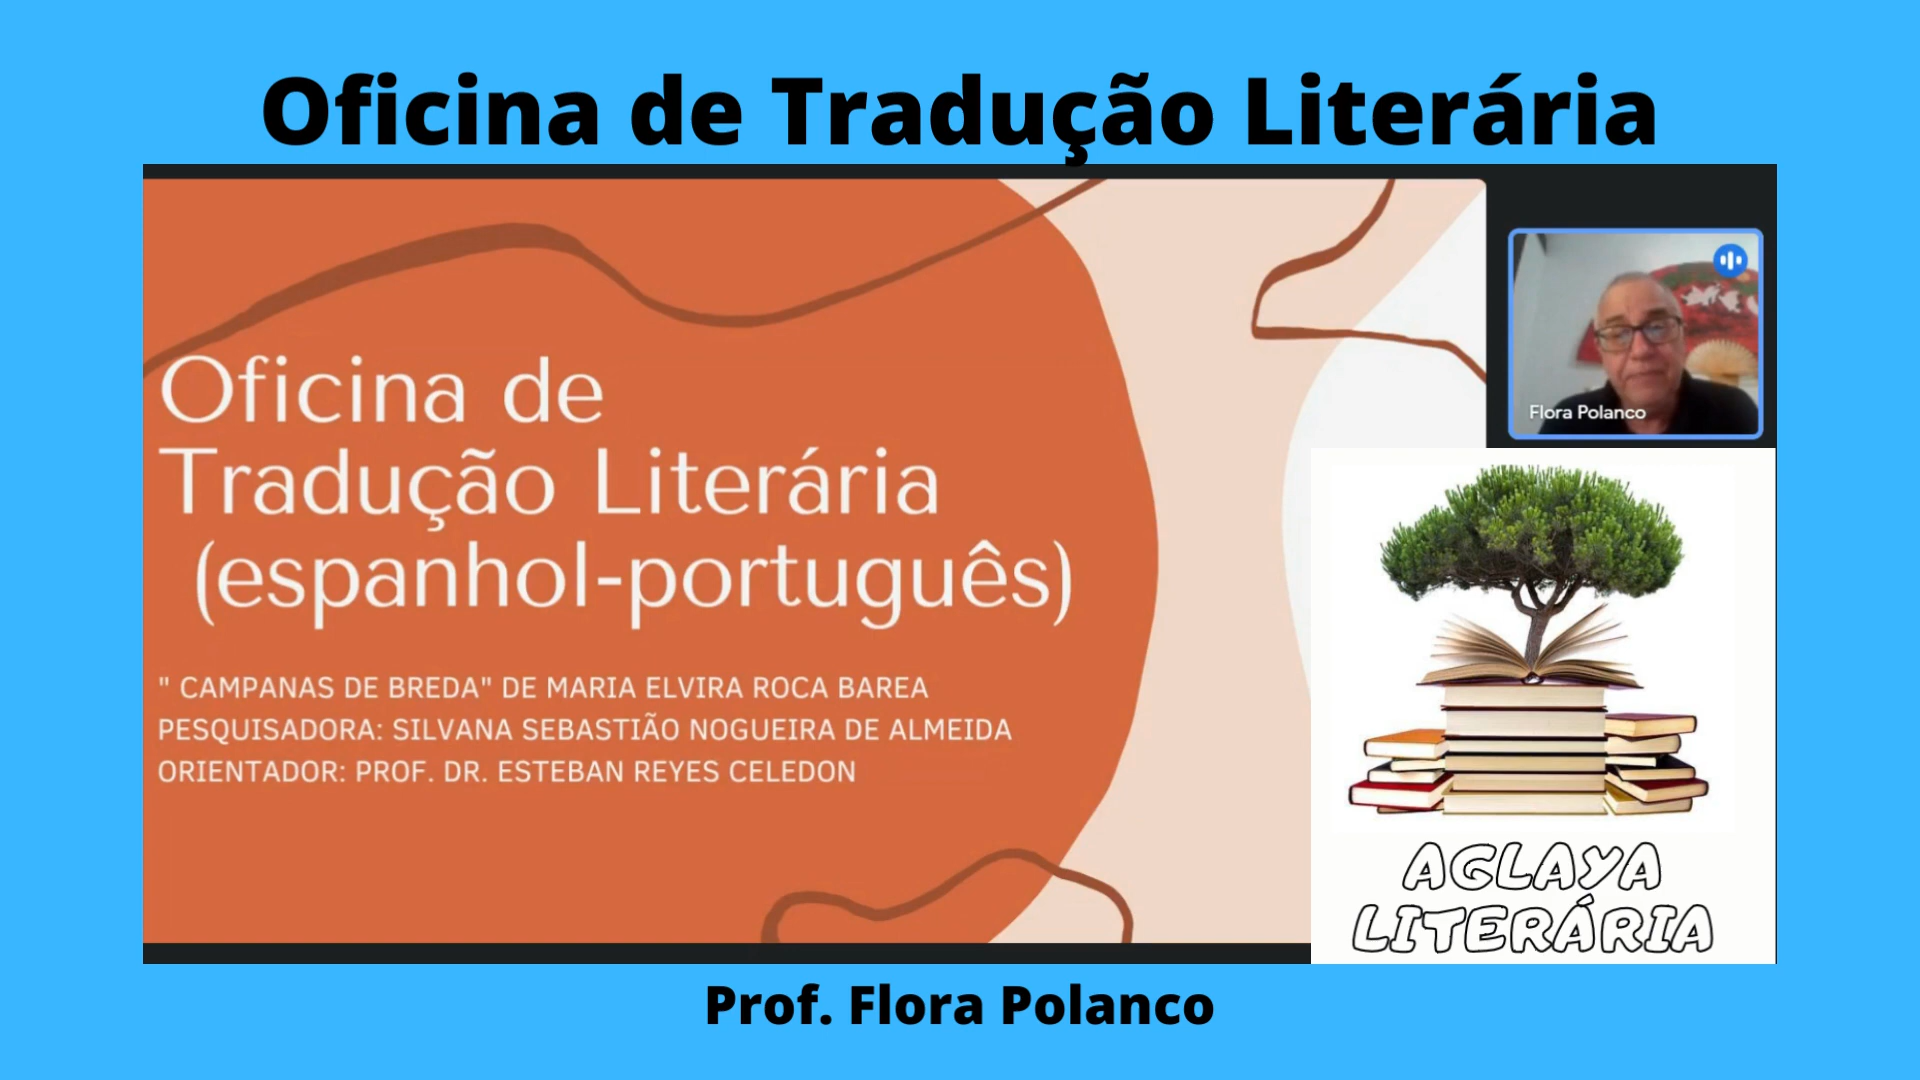 Oficina de Tradução Literária
Oficina de
Tradução Literária
(espanhol-português)
" CAMPANAS DE BREDA" DE MARIA ELVIRA ROCA BAREA
PESQUISADORA: SILVANA SEBASTIÃO NOGUEIRA DE ALMEIDA
ORIENTADOR: PROF. DR. ESTEBAN REYES CELEDON
Flora Polanco
AGLAYA
LITERÁRIA
Prof. Flora Polanco